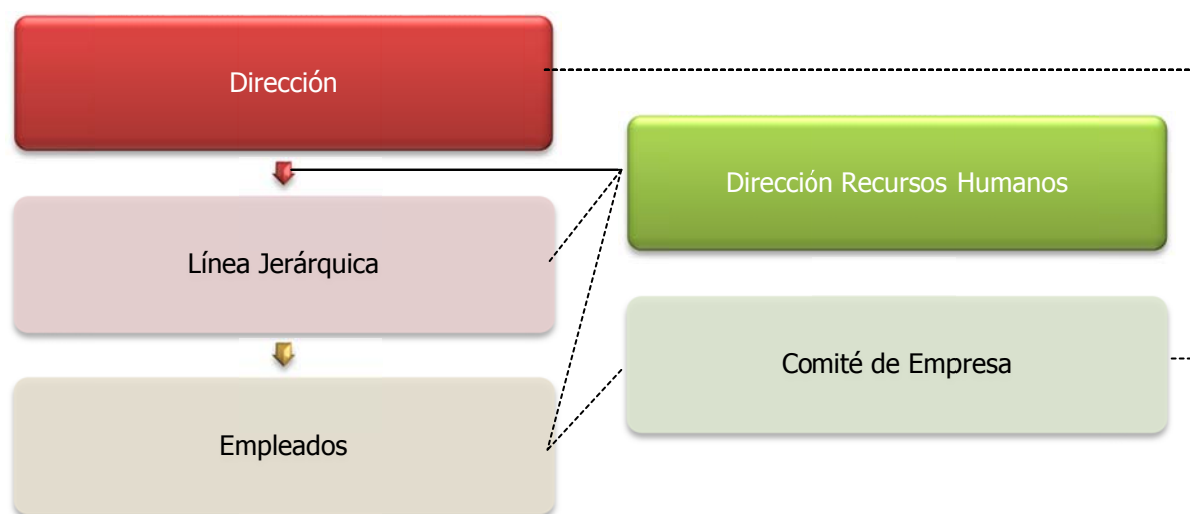 Dirección
Dirección Recursos Humanos
Línea Jerárquica
Comité de Empresa
Empleados